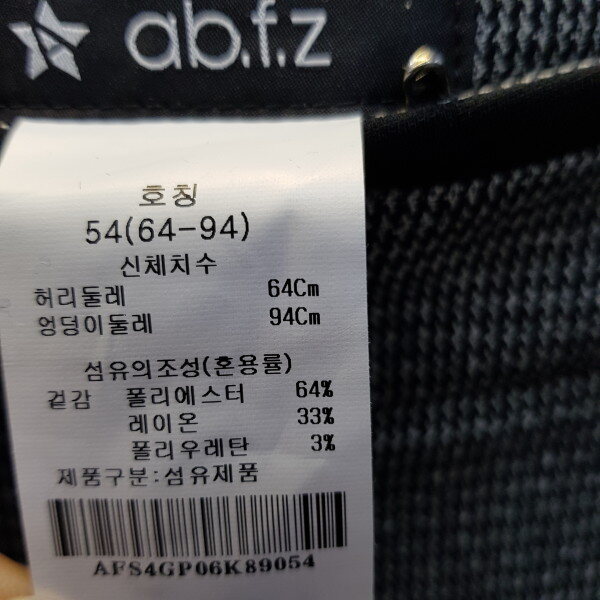 ab.f.z
호칭
54(64-94)
신체치수
허리둘레 64Cm
엉덩이둘레 94Cm
섬유의조성(혼용률)
겉감 폴리에스터 64%
레이온 33%
폴리우레탄 3%
제품구분:섬유제품
AFS4GP06K89054